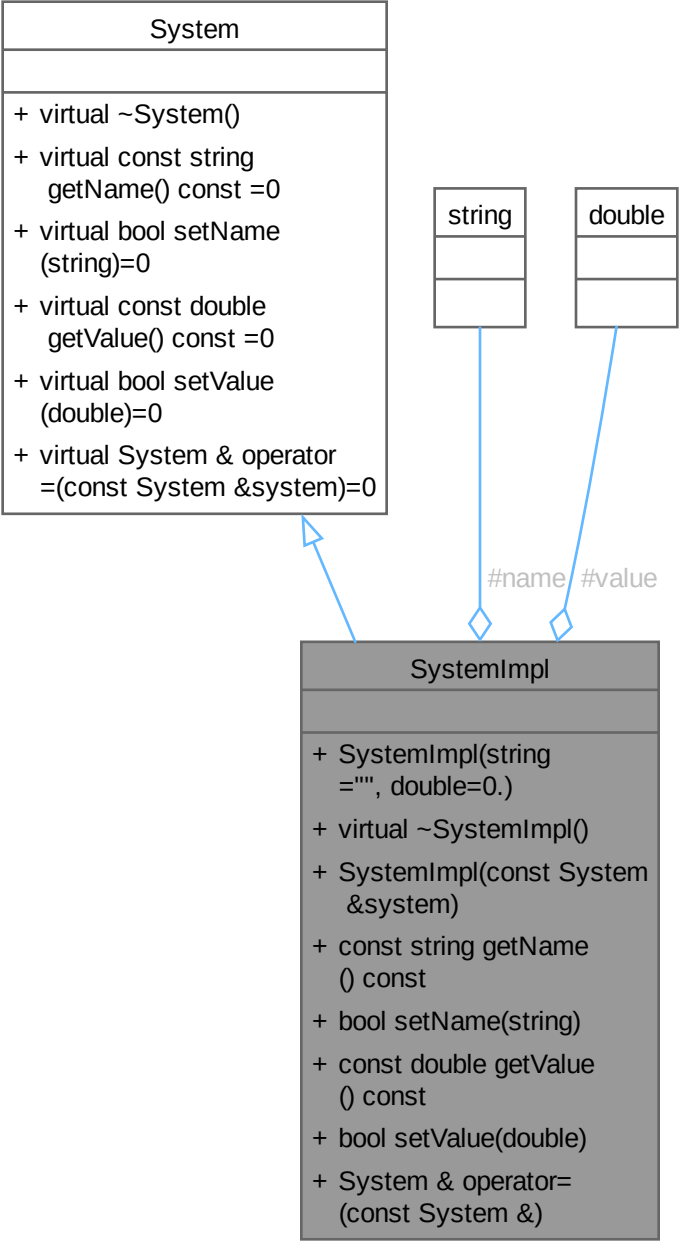 System
+ virtual ~System()
+ virtual const string
getName() const =0
+ virtual bool setName
(string)=0
+ virtual const double
getValue() const =0
+ virtual bool setValue
(double)=0
+ virtual System & operator
=(const System &system)=0
string
double
#name
#value
SystemImpl
+ SystemImpl(string
="", double=0.)
+ virtual ~SystemImpl()
+ SystemImpl(const System
&system)
+ const string getName
() const
+ bool setName(string)
+ const double getValue
() const
+ bool setValue(double)
+ System & operator=
(const System &)